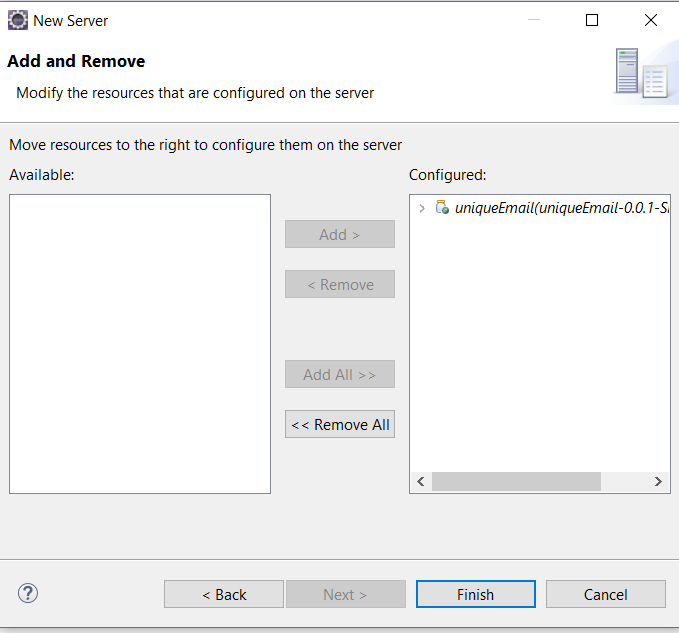 New Server
Add and Remove
Modify the resources that are configured on the server
Move resources to the right to configure them on the server
Available:
Configured:
uniqueEmail(uniqueEmail-0.0.1-S
Add >
< Remove
Add All >>
<< Remove All
< Back
Next >
Finish
Cancel